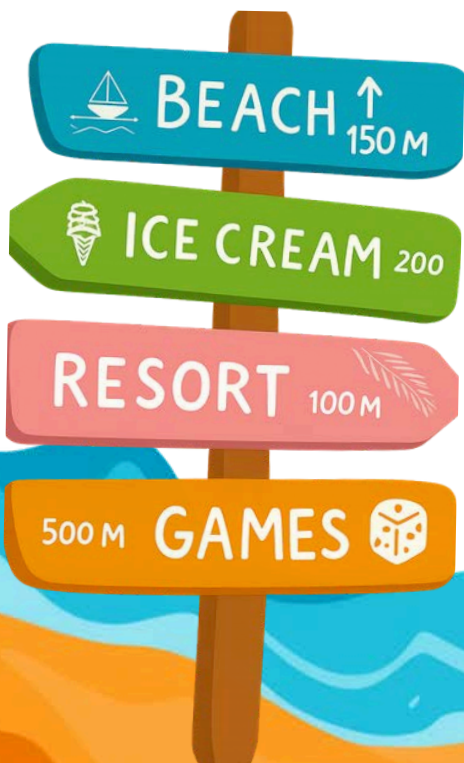 BEACH ↑
150 M
ICE CREAM 200
RESORT 100 M
500 M GAMES